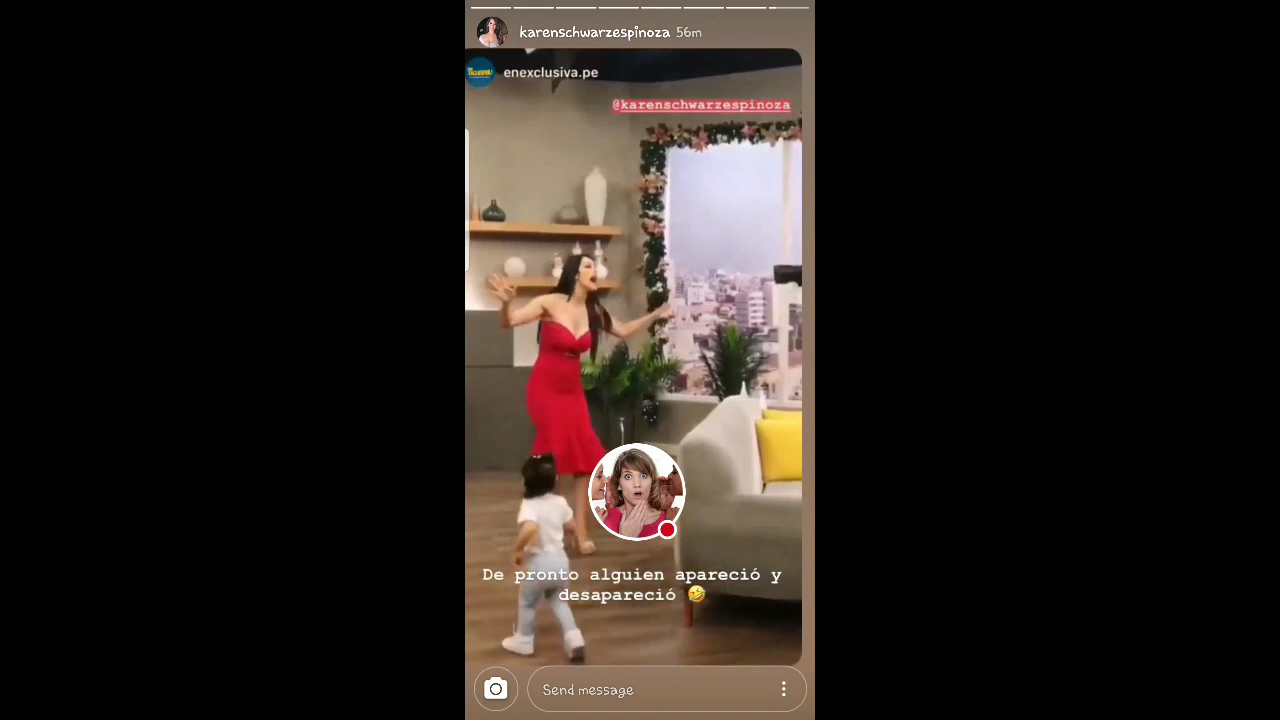 karenschwarzespinoza 56m
enexclusiva.pe
@karenschwarzespinoza
De pronto alguien apareció y
desapareció 🤣
Send message